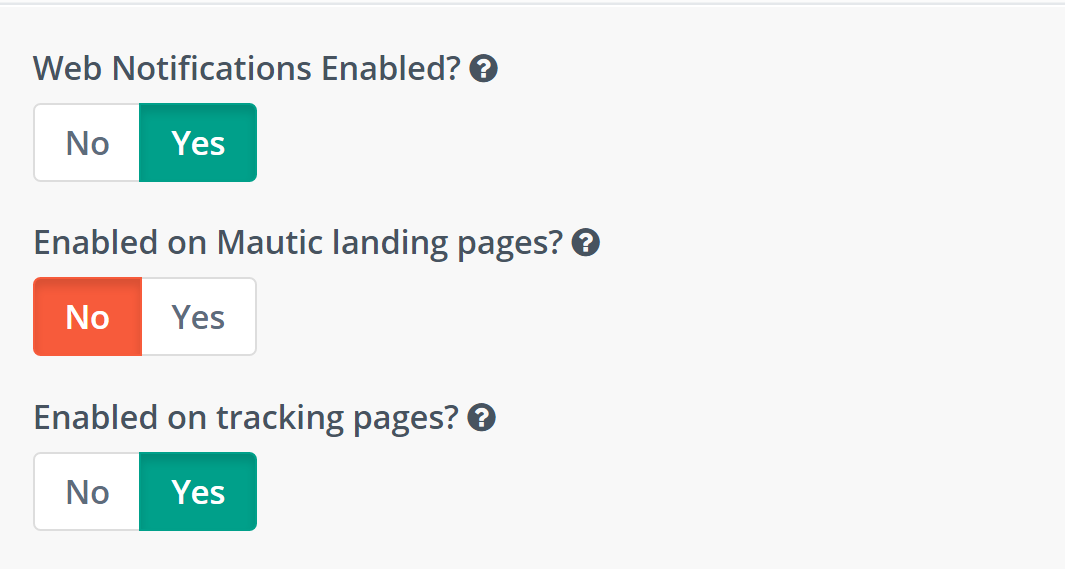 Web Notifications Enabled?
No Yes
Enabled on Mautic landing pages?
No Yes
Enabled on tracking pages?
No Yes